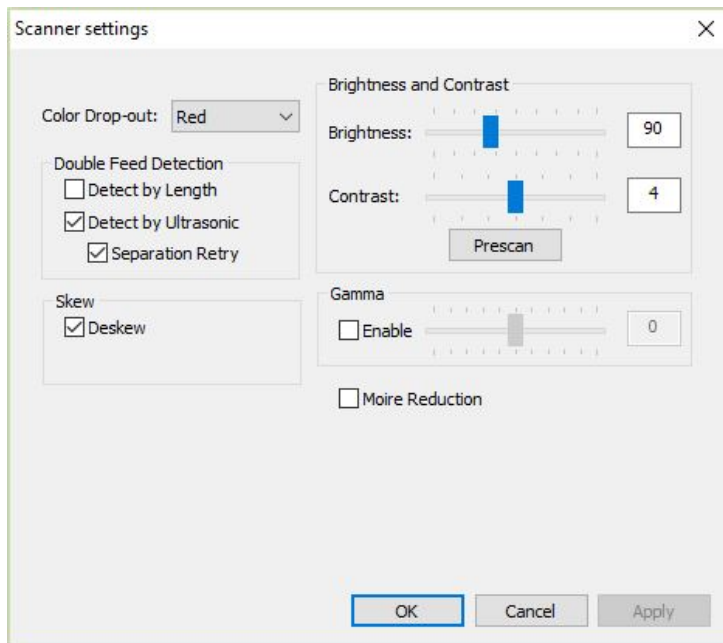 Scanner settings
Color Drop-out: Red
Double Feed Detection
Detect by Length
Detect by Ultrasonic
Separation Retry
Skew
Deskew
Brightness and Contrast
Brightness: 90
Contrast: 4
Prescan
Gamma
Enable 0
Moire Reduction
OK Cancel Apply